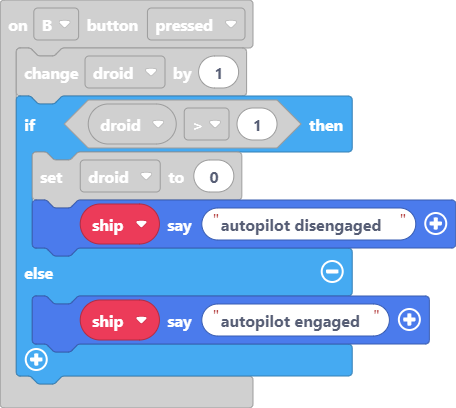 on B button pressed
change droid by 1
if droid > 1 then
set droid to 0
ship say "autopilot disengaged "
else
ship say "autopilot engaged "